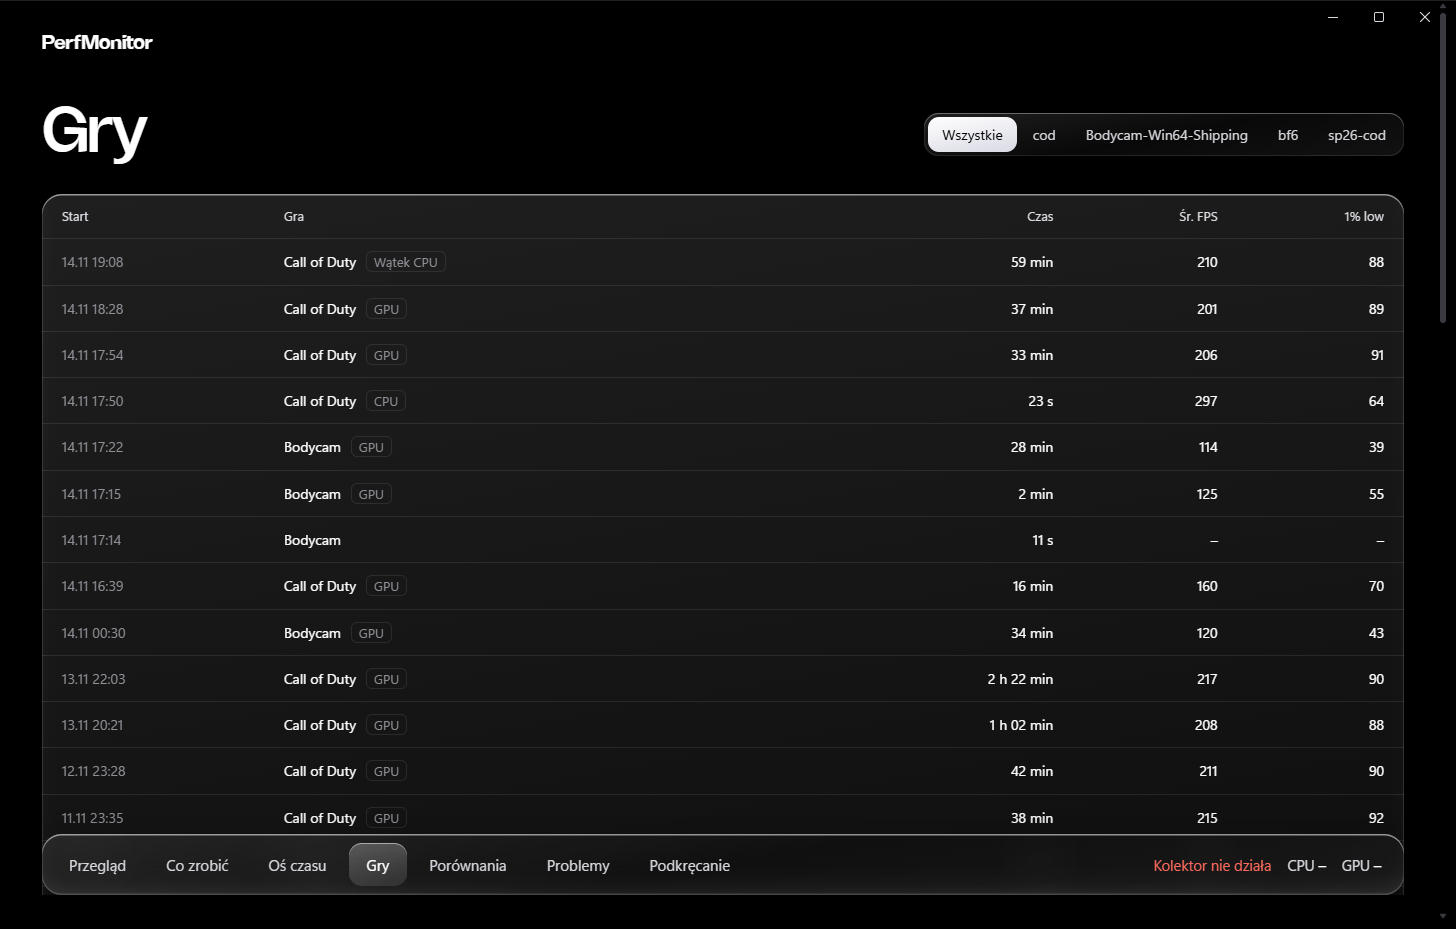 PerfMonitor
Gry
Wszystkie cod Bodycam-Win64-Shipping bf6 sp26-cod
Start Gra Czas Śr. FPS 1% low
14.11 19:08 Call of Duty Wątek CPU 59 min 210 88
14.11 18:28 Call of Duty GPU 37 min 201 89
14.11 17:54 Call of Duty GPU 33 min 206 91
14.11 17:50 Call of Duty CPU 23 s 297 64
14.11 17:22 Bodycam GPU 28 min 114 39
14.11 17:15 Bodycam GPU 2 min 125 55
14.11 17:14 Bodycam 11 s – –
14.11 16:39 Call of Duty GPU 16 min 160 70
14.11 00:30 Bodycam GPU 34 min 120 43
13.11 22:03 Call of Duty GPU 2 h 22 min 217 90
13.11 20:21 Call of Duty GPU 1 h 02 min 208 88
12.11 23:28 Call of Duty GPU 42 min 211 90
11.11 23:35 Call of Duty GPU 38 min 215 92
Przegląd Co zrobić Oś czasu Gry Porównania Problemy Podkręcanie Kolektor nie działa CPU – GPU –